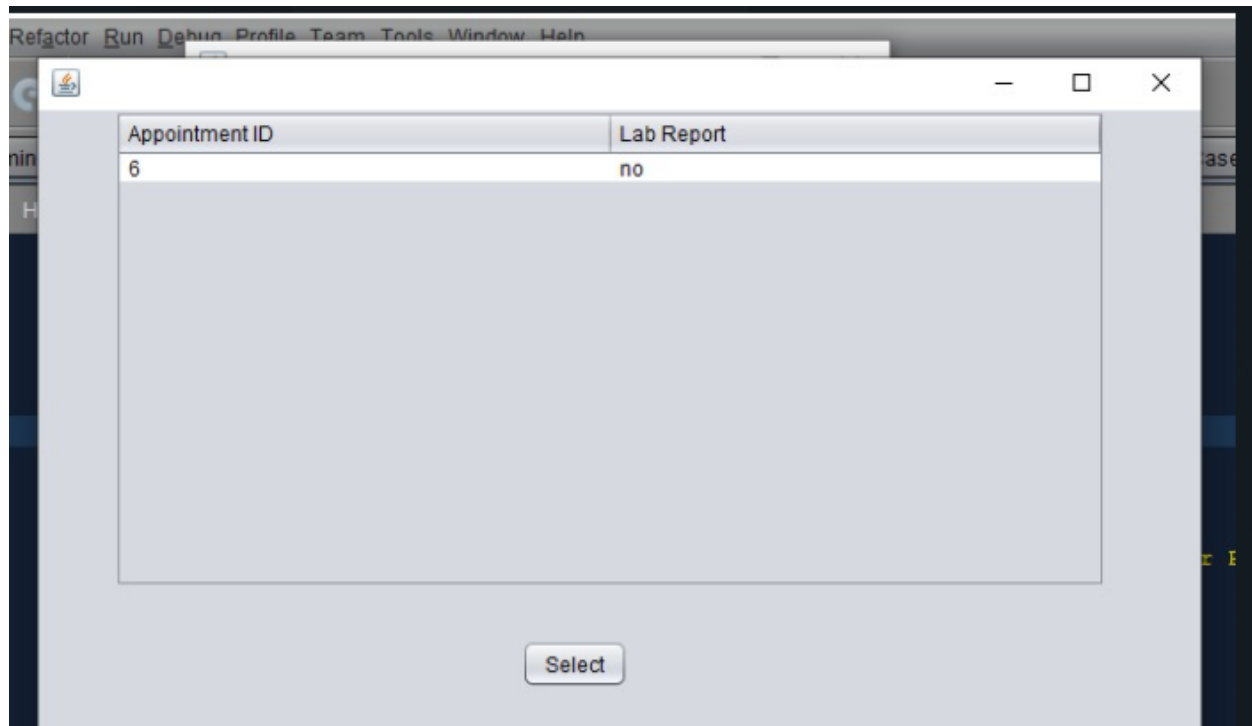 Refactor Run Debug Profile Team Tools Window Help
Appointment ID Lab Report
6 no
Select